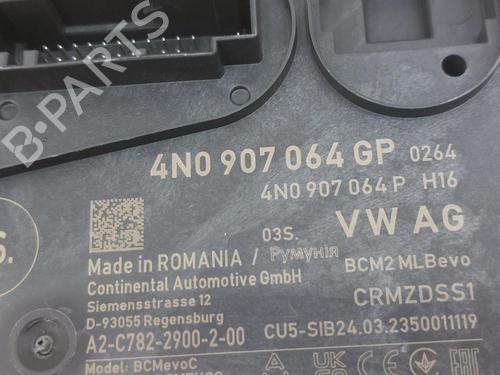 B-PARTS
4N0 907 064 GP 0264
4N0 907 064 P H16
03S. VW AG
Made in ROMANIA / Румуния
Continental Automotive GmbH
Siemensstrasse 12
D-93055 Regensburg
BCM2 MLBevo
CRMZDSS1
A2-C782-2900-2-00
CU5-SIB24.03.2350011119
Model: BCMevoC
S.